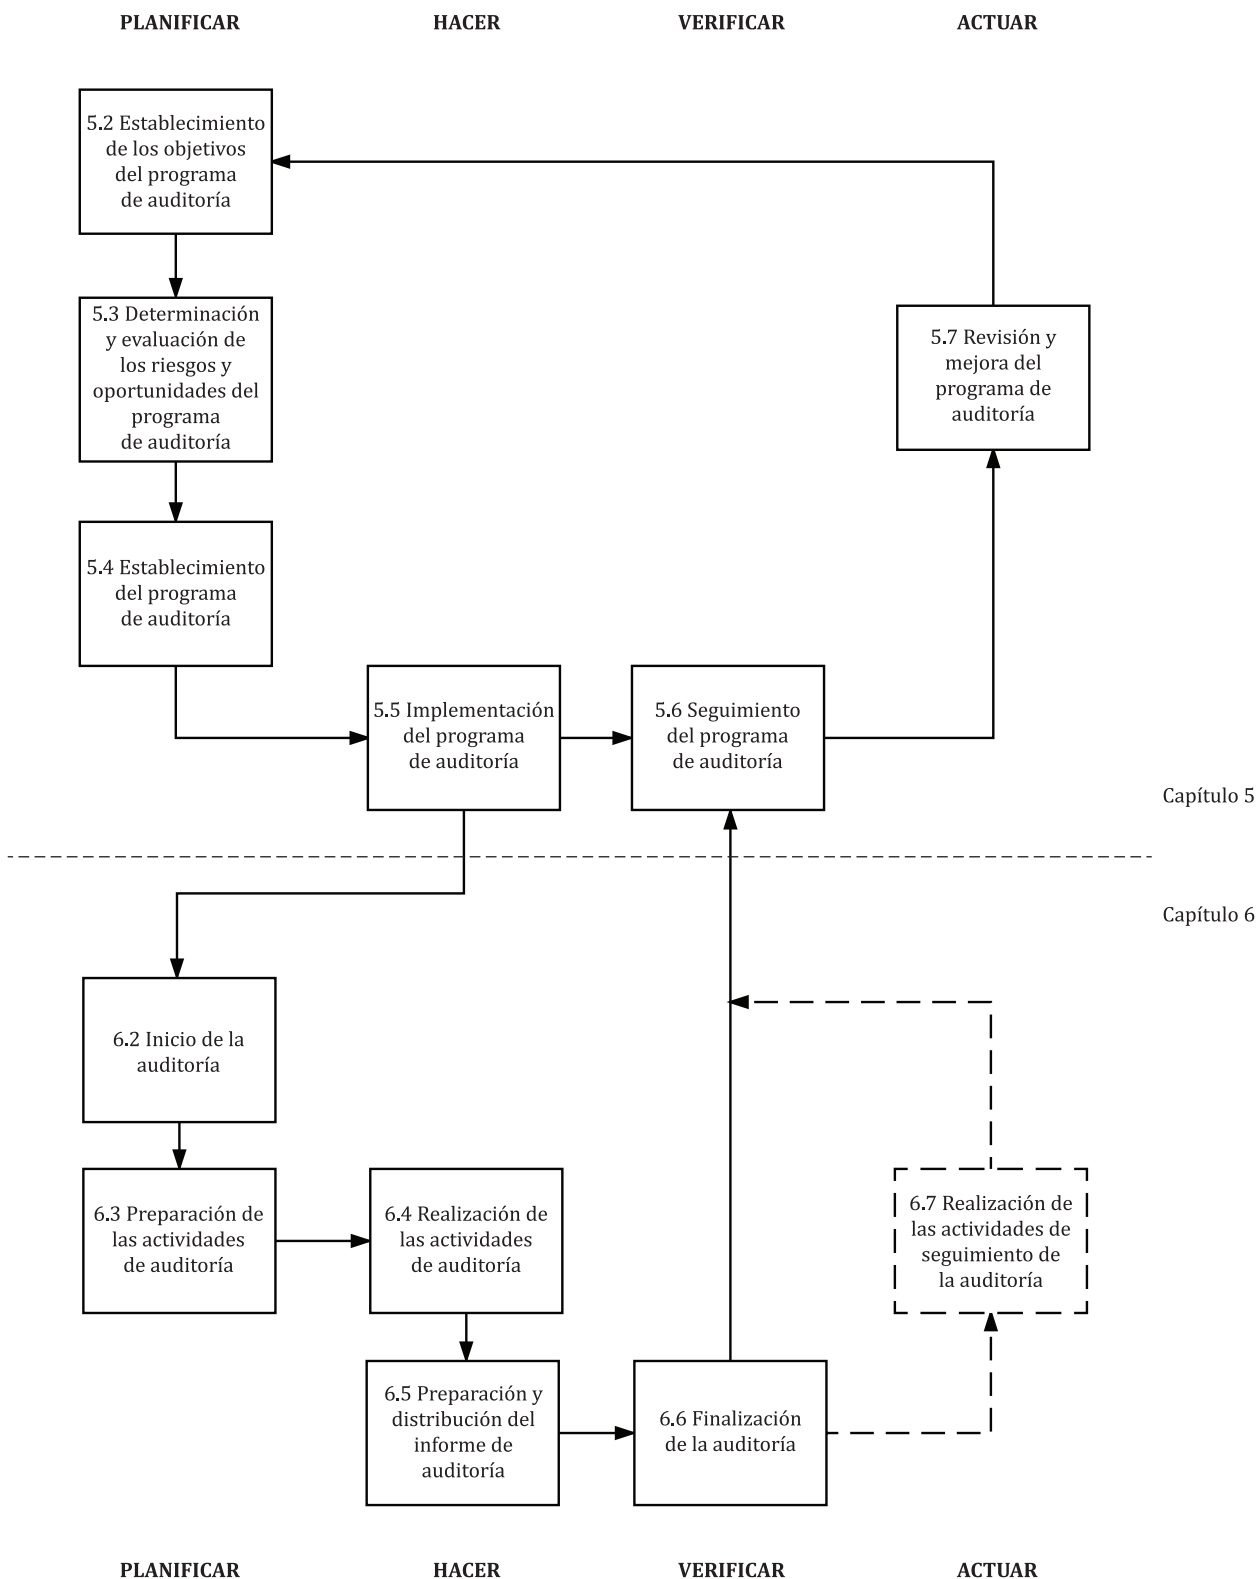 PLANIFICAR
HACER
VERIFICAR
ACTUAR
5.2 Establecimiento
de los objetivos
del programa
de auditoría
5.3 Determinación
y evaluación de
los riesgos y
oportunidades del
programa
de auditoría
5.7 Revisión y
mejora del
programa de
auditoría
5.4 Establecimiento
del programa
de auditoría
5.5 Implementación
del programa
de auditoría
5.6 Seguimiento
del programa
de auditoría
Capítulo 5
Capítulo 6
6.2 Inicio de la
auditoría
6.3 Preparación de
las actividades
de auditoría
6.4 Realización de
las actividades
de auditoría
6.7 Realización de
las actividades de
seguimiento de
la auditoría
6.5 Preparación y
distribución del
informe de
auditoría
6.6 Finalización
de la auditoría
PLANIFICAR
HACER
VERIFICAR
ACTUAR